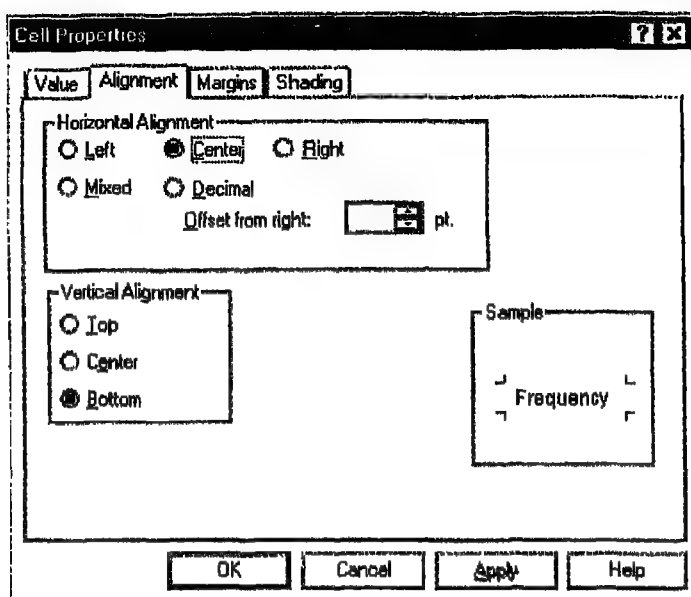 Cell Properties
Value Alignment Margins Shading
Horizontal Alignment
Left Center Right
Mixed Decimal
Offset from right: pt.
Vertical Alignment
Top
Center
Bottom
Sample
Frequency
OK Cancel Apply Help